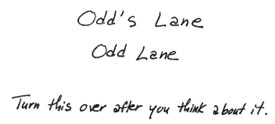 Odd's Lane
Odd Lane
Turn this over after you think about it.